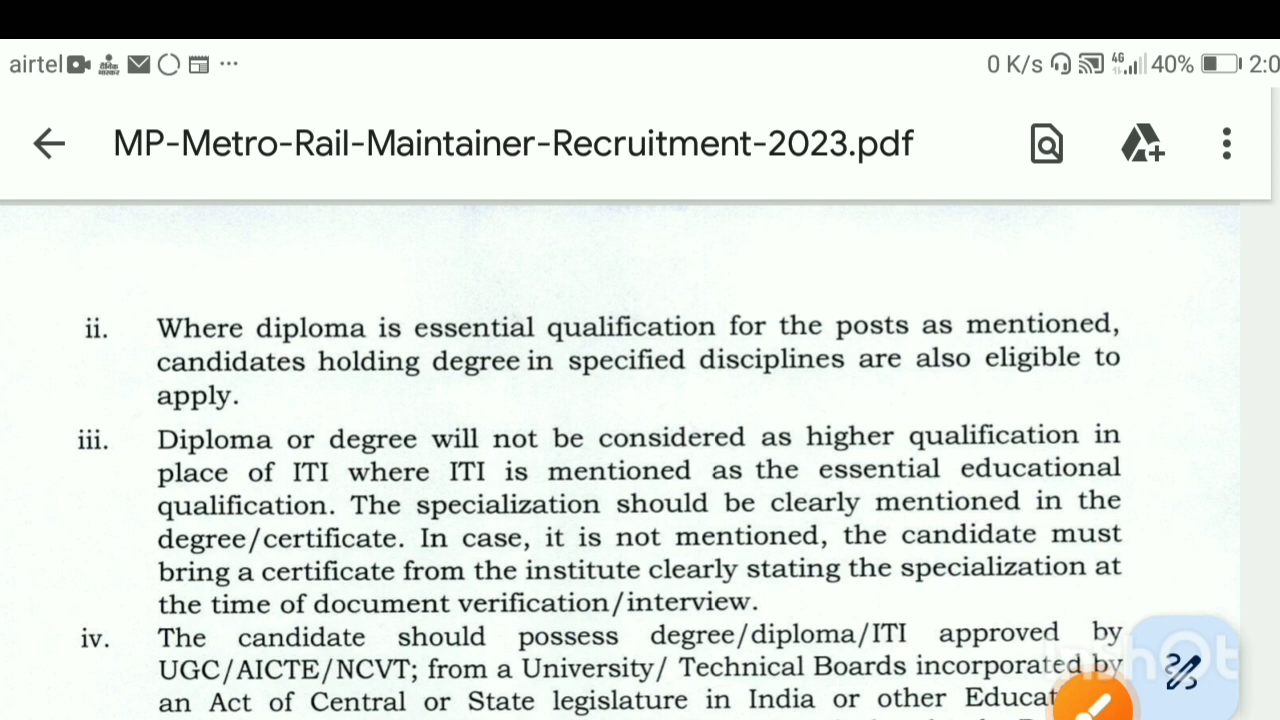 airtel ...
0 K/s 4G 40% 2:0
MP-Metro-Rail-Maintainer-Recruitment-2023.pdf
ii. Where diploma is essential qualification for the posts as mentioned,
candidates holding degree in specified disciplines are also eligible to
apply.
iii. Diploma or degree will not be considered as higher qualification in
place of ITI where ITI is mentioned as the essential educational
qualification. The specialization should be clearly mentioned in the
degree/certificate. In case, it is not mentioned, the candidate must
bring a certificate from the institute clearly stating the specialization at
the time of document verification/interview.
iv. The candidate should possess degree/diploma/ITI approved by
UGC/AICTE/NCVT; from a University/ Technical Boards incorporated by
an Act of Central or State legislature in India or other Educat
InShOt